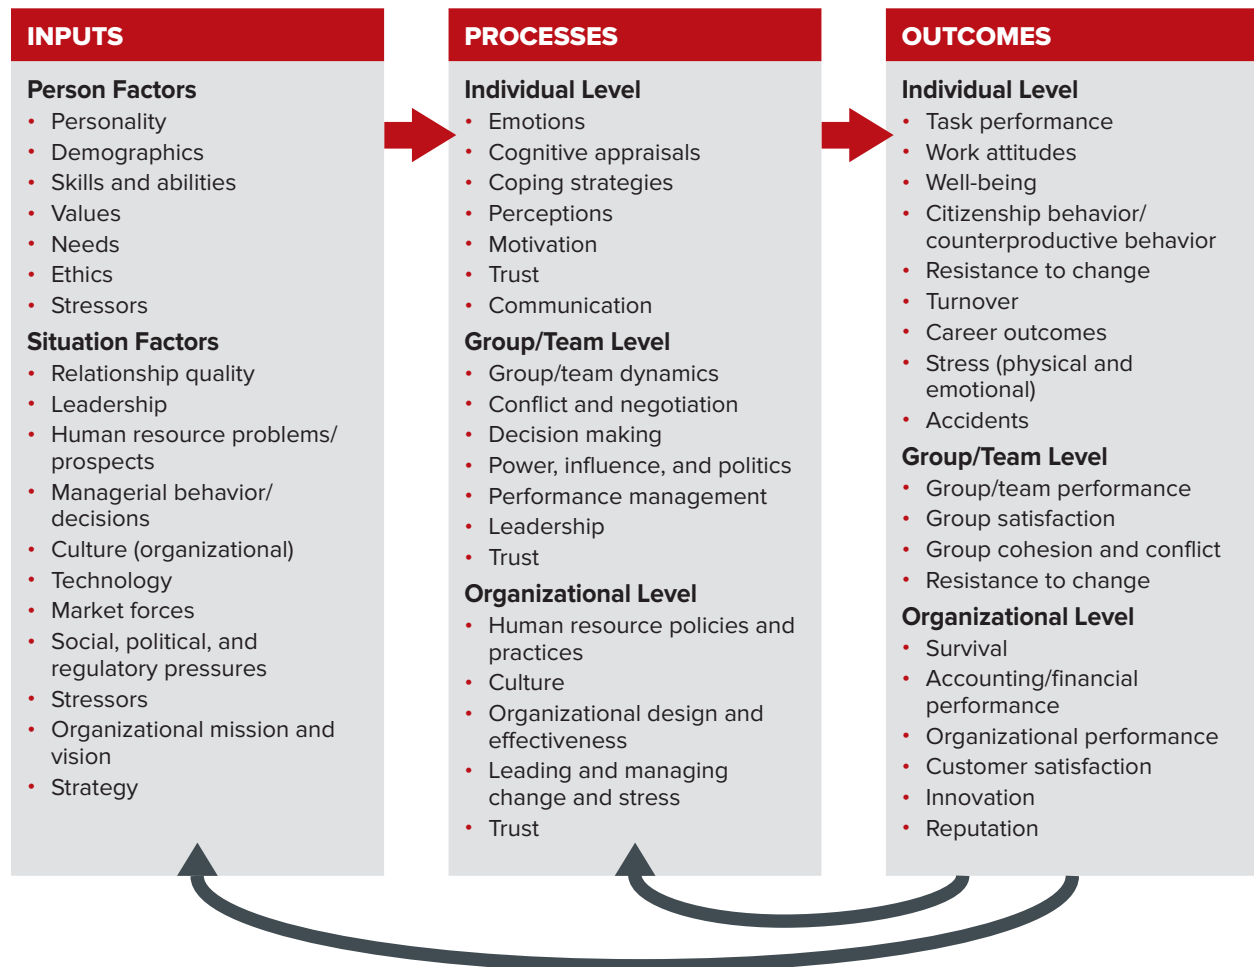 INPUTS
Person Factors
• Personality
• Demographics
• Skills and abilities
• Values
• Needs
• Ethics
• Stressors
Situation Factors
• Relationship quality
• Leadership
• Human resource problems/
prospects
• Managerial behavior/
decisions
• Culture (organizational)
• Technology
• Market forces
• Social, political, and
regulatory pressures
• Stressors
• Organizational mission and
vision
• Strategy
PROCESSES
Individual Level
• Emotions
• Cognitive appraisals
• Coping strategies
• Perceptions
• Motivation
• Trust
• Communication
Group/Team Level
• Group/team dynamics
• Conflict and negotiation
• Decision making
• Power, influence, and politics
• Performance management
• Leadership
• Trust
Organizational Level
• Human resource policies and
practices
• Culture
• Organizational design and
effectiveness
• Leading and managing
change and stress
• Trust
OUTCOMES
Individual Level
• Task performance
• Work attitudes
• Well-being
• Citizenship behavior/
counterproductive behavior
• Resistance to change
• Turnover
• Career outcomes
• Stress (physical and
emotional)
• Accidents
Group/Team Level
• Group/team performance
• Group satisfaction
• Group cohesion and conflict
• Resistance to change
Organizational Level
• Survival
• Accounting/financial
performance
• Organizational performance
• Customer satisfaction
• Innovation
• Reputation